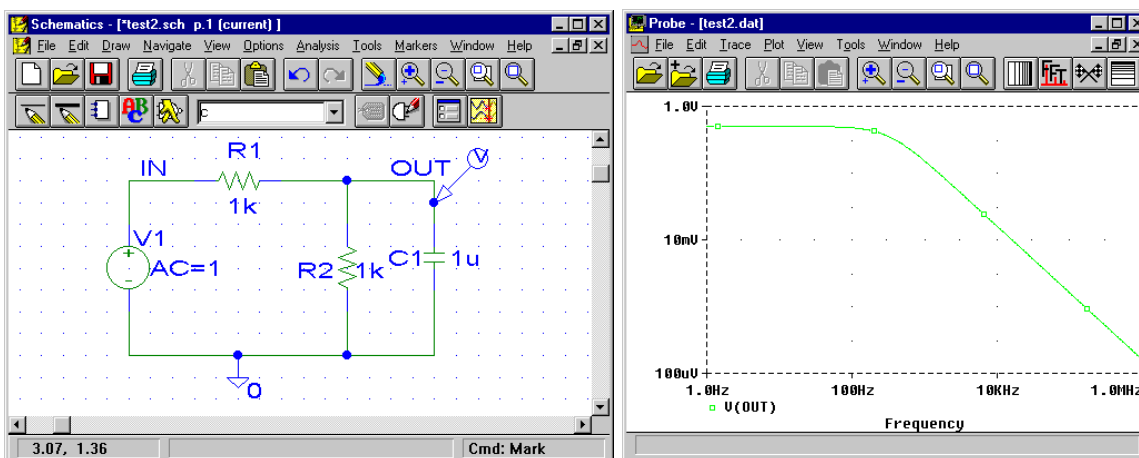 Schematics - [*test2.sch p.1 (current) ]
File Edit Draw Navigate View Options Analysis Tools Markers Window Help
c
R1
IN
OUT
V
1k
V1
+
AC=1
-
R2
1k
C1
1u
0
3.07, 1.36
Cmd: Mark
Probe - [test2.dat]
File Edit Trace Plot View Tools Window Help
FFT
1.0V
10mV
100uV
1.0Hz
100Hz
10KHz
1.0MHz
V(OUT)
Frequency